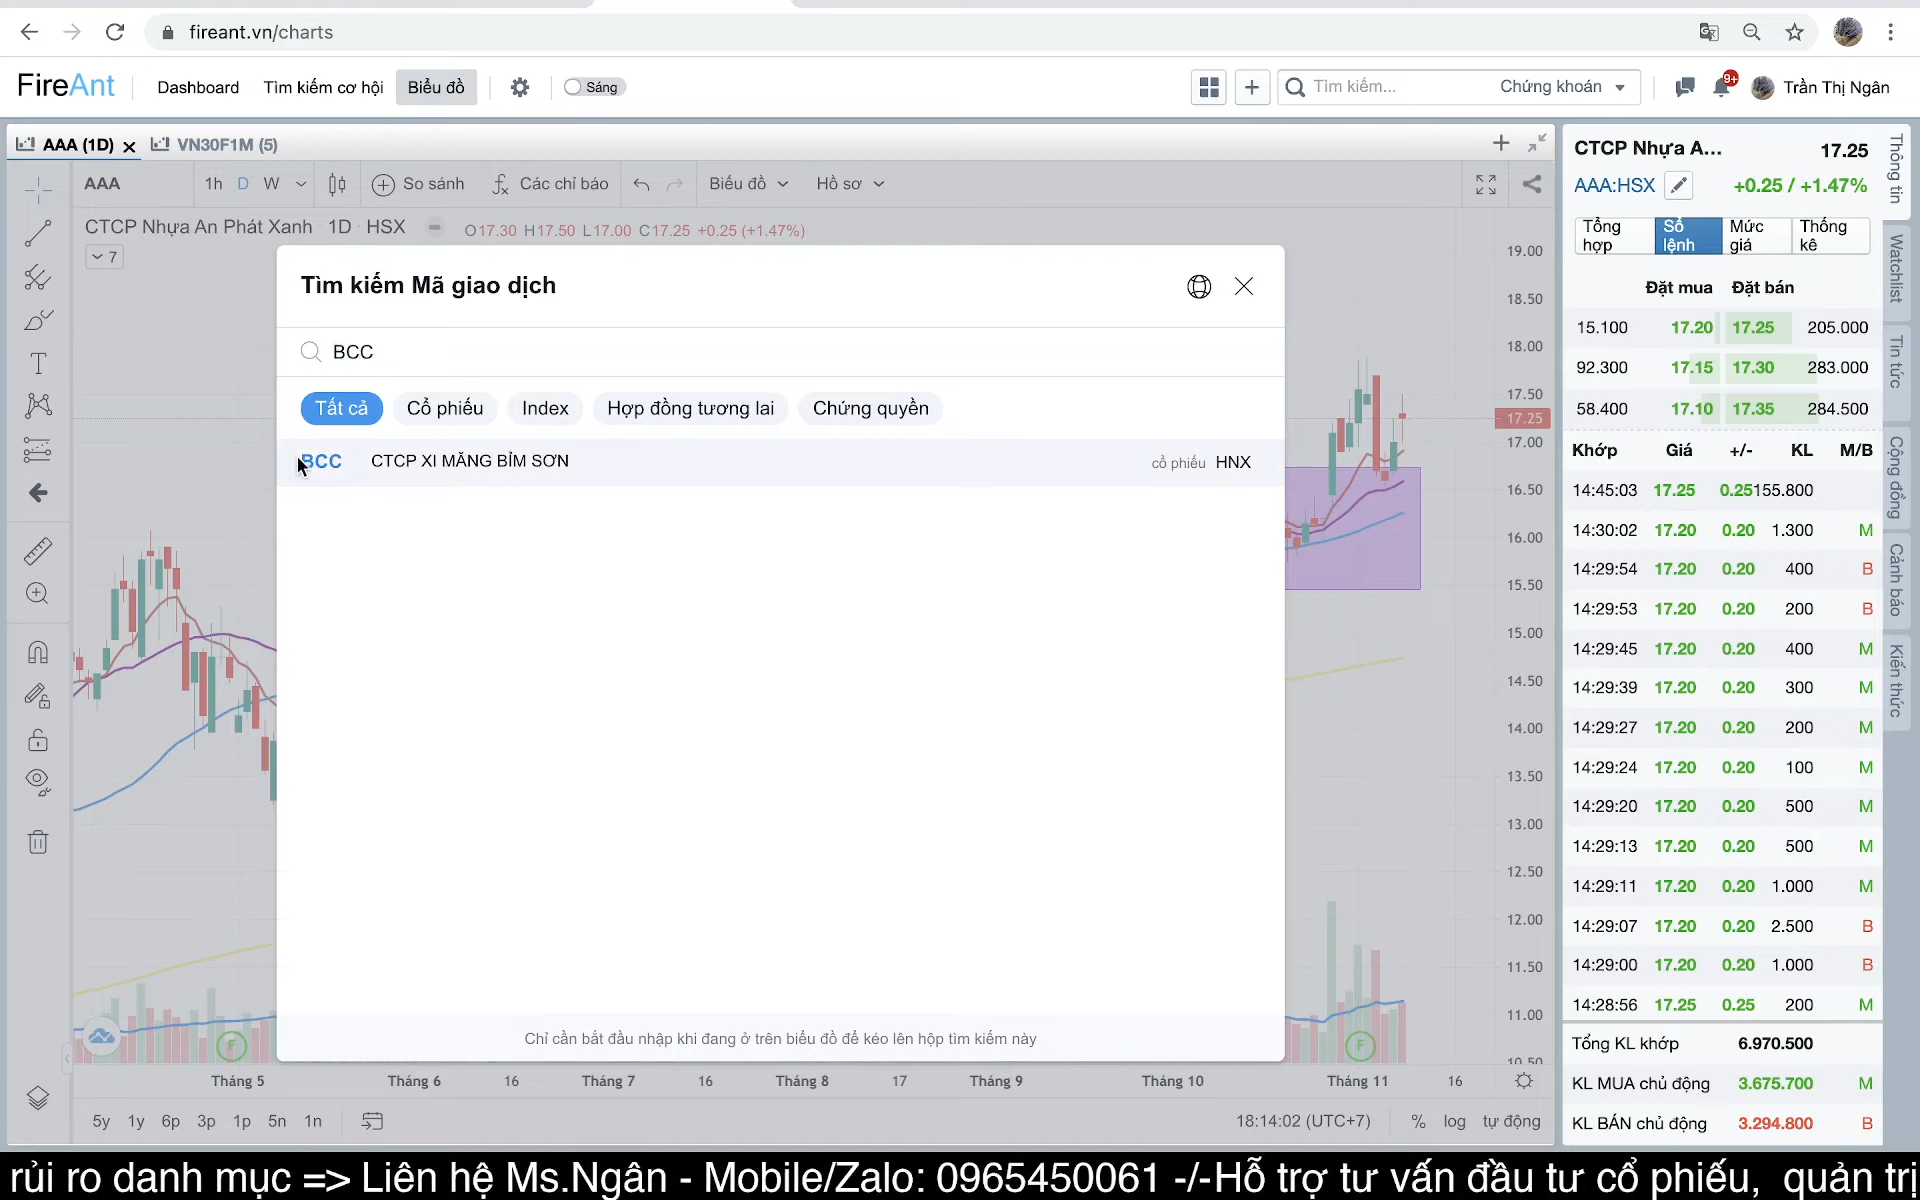 fireant.vn/charts
FireAnt Dashboard Tìm kiếm cơ hội Biểu đồ Sáng Tìm kiếm... Chứng khoán 9+ Trần Thị Ngân
AAA (1D) VN30F1M (5)
AAA 1h D W So sánh Các chỉ báo Biểu đồ Hồ sơ
CTCP Nhựa An Phát Xanh 1D HSX O17.30 H17.50 L17.00 C17.25 +0.25 (+1.47%)
7
Tìm kiếm Mã giao dịch
BCC
Tất cả Cổ phiếu Index Hợp đồng tương lai Chứng quyền
BCC CTCP XI MĂNG BỈM SƠN cổ phiếu HNX
Chỉ cần bắt đầu nhập khi đang ở trên biểu đồ để kéo lên hộp tìm kiếm này
19.00
18.50
18.00
17.50
17.25
17.00
16.50
16.00
15.50
15.00
14.50
14.00
13.50
13.00
12.50
12.00
11.50
11.00
10.50
F F
Tháng 5 Tháng 6 16 Tháng 7 16 Tháng 8 17 Tháng 9 Tháng 10 Tháng 11 16
5y 1y 6p 3p 1p 5n 1n 18:14:02 (UTC+7) % log tự động
CTCP Nhựa A... 17.25
AAA:HSX +0.25 / +1.47%
Tổng hợp Sổ lệnh Mức giá Thống kê
Đặt mua Đặt bán
15.100 17.20 17.25 205.000
92.300 17.15 17.30 283.000
58.400 17.10 17.35 284.500
Khớp Giá +/- KL M/B
14:45:03 17.25 0.25 155.800
14:30:02 17.20 0.20 1.300 M
14:29:54 17.20 0.20 400 B
14:29:53 17.20 0.20 200 B
14:29:45 17.20 0.20 400 M
14:29:39 17.20 0.20 300 M
14:29:27 17.20 0.20 200 M
14:29:24 17.20 0.20 100 M
14:29:20 17.20 0.20 500 M
14:29:13 17.20 0.20 500 M
14:29:11 17.20 0.20 1.000 M
14:29:07 17.20 0.20 2.500 B
14:29:00 17.20 0.20 1.000 B
14:28:56 17.25 0.25 200 M
Tổng KL khớp 6.970.500
KL MUA chủ động 3.675.700 M
KL BÁN chủ động 3.294.800 B
Thông tin
Watchlist
Tin tức
Cộng đồng
Cảnh báo
Kiến thức
rủi ro danh mục => Liên hệ Ms.Ngân - Mobile/Zalo: 0965450061 -/-Hỗ trợ tư vấn đầu tư cổ phiếu, quản trị